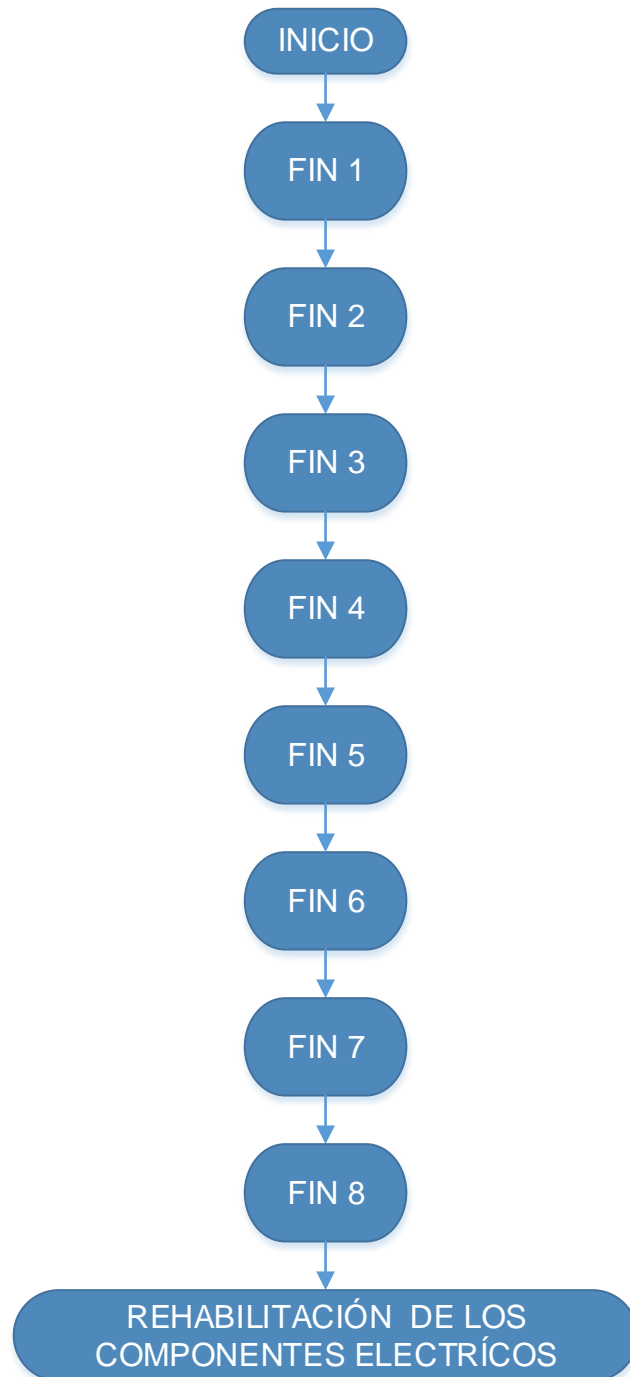 INICIO
FIN 1
FIN 2
FIN 3
FIN 4
FIN 5
FIN 6
FIN 7
FIN 8
REHABILITACIÓN DE LOS
COMPONENTES ELECTRÍCOS